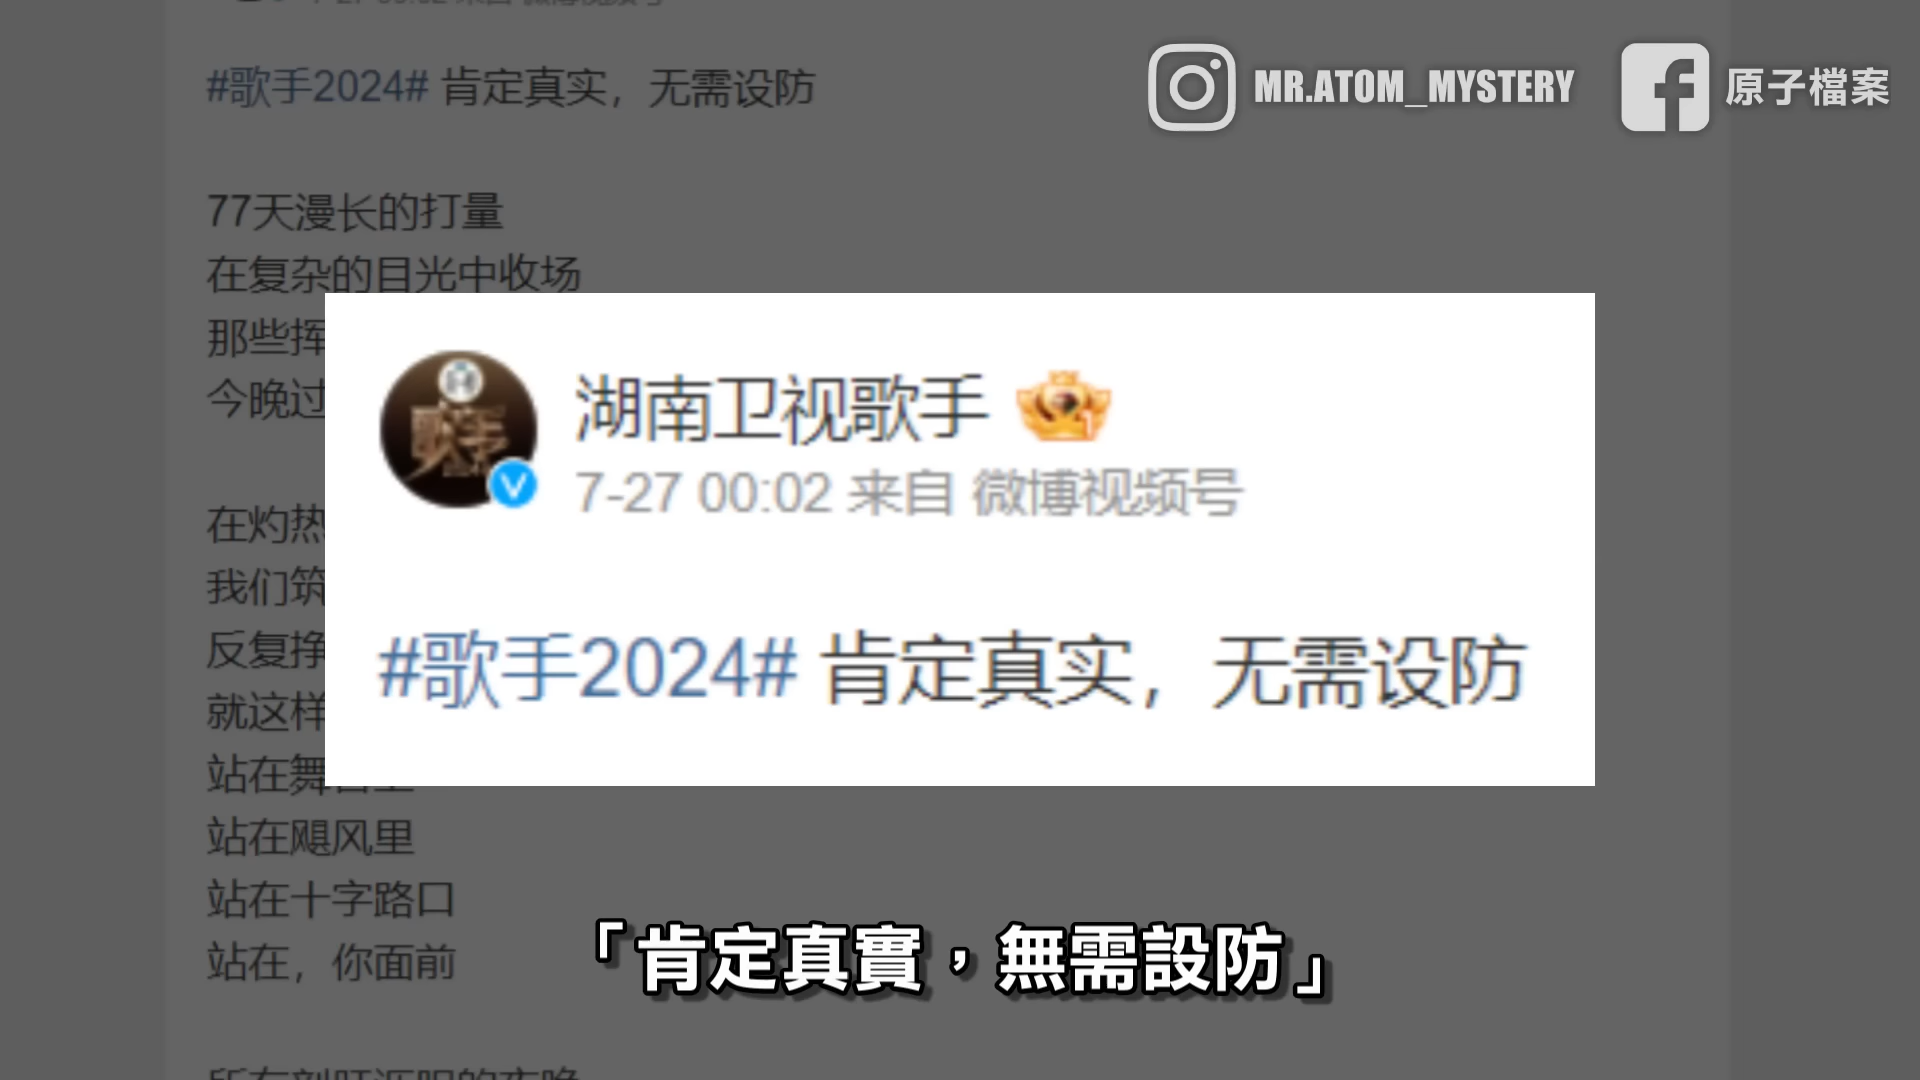 #歌手2024# 肯定真实，无需设防
MR.ATOM_MYSTERY
原子檔案
77天漫长的打量
在复杂的目光中收场
那些挥
今晚过
在灼热
我们筑
反复挣
就这样
站在舞
站在飓风里
站在十字路口
站在，你面前
歌手
湖南卫视歌手
7-27 00:02 来自 微博视频号
#歌手2024# 肯定真实，无需设防
「肯定真實，無需設防」